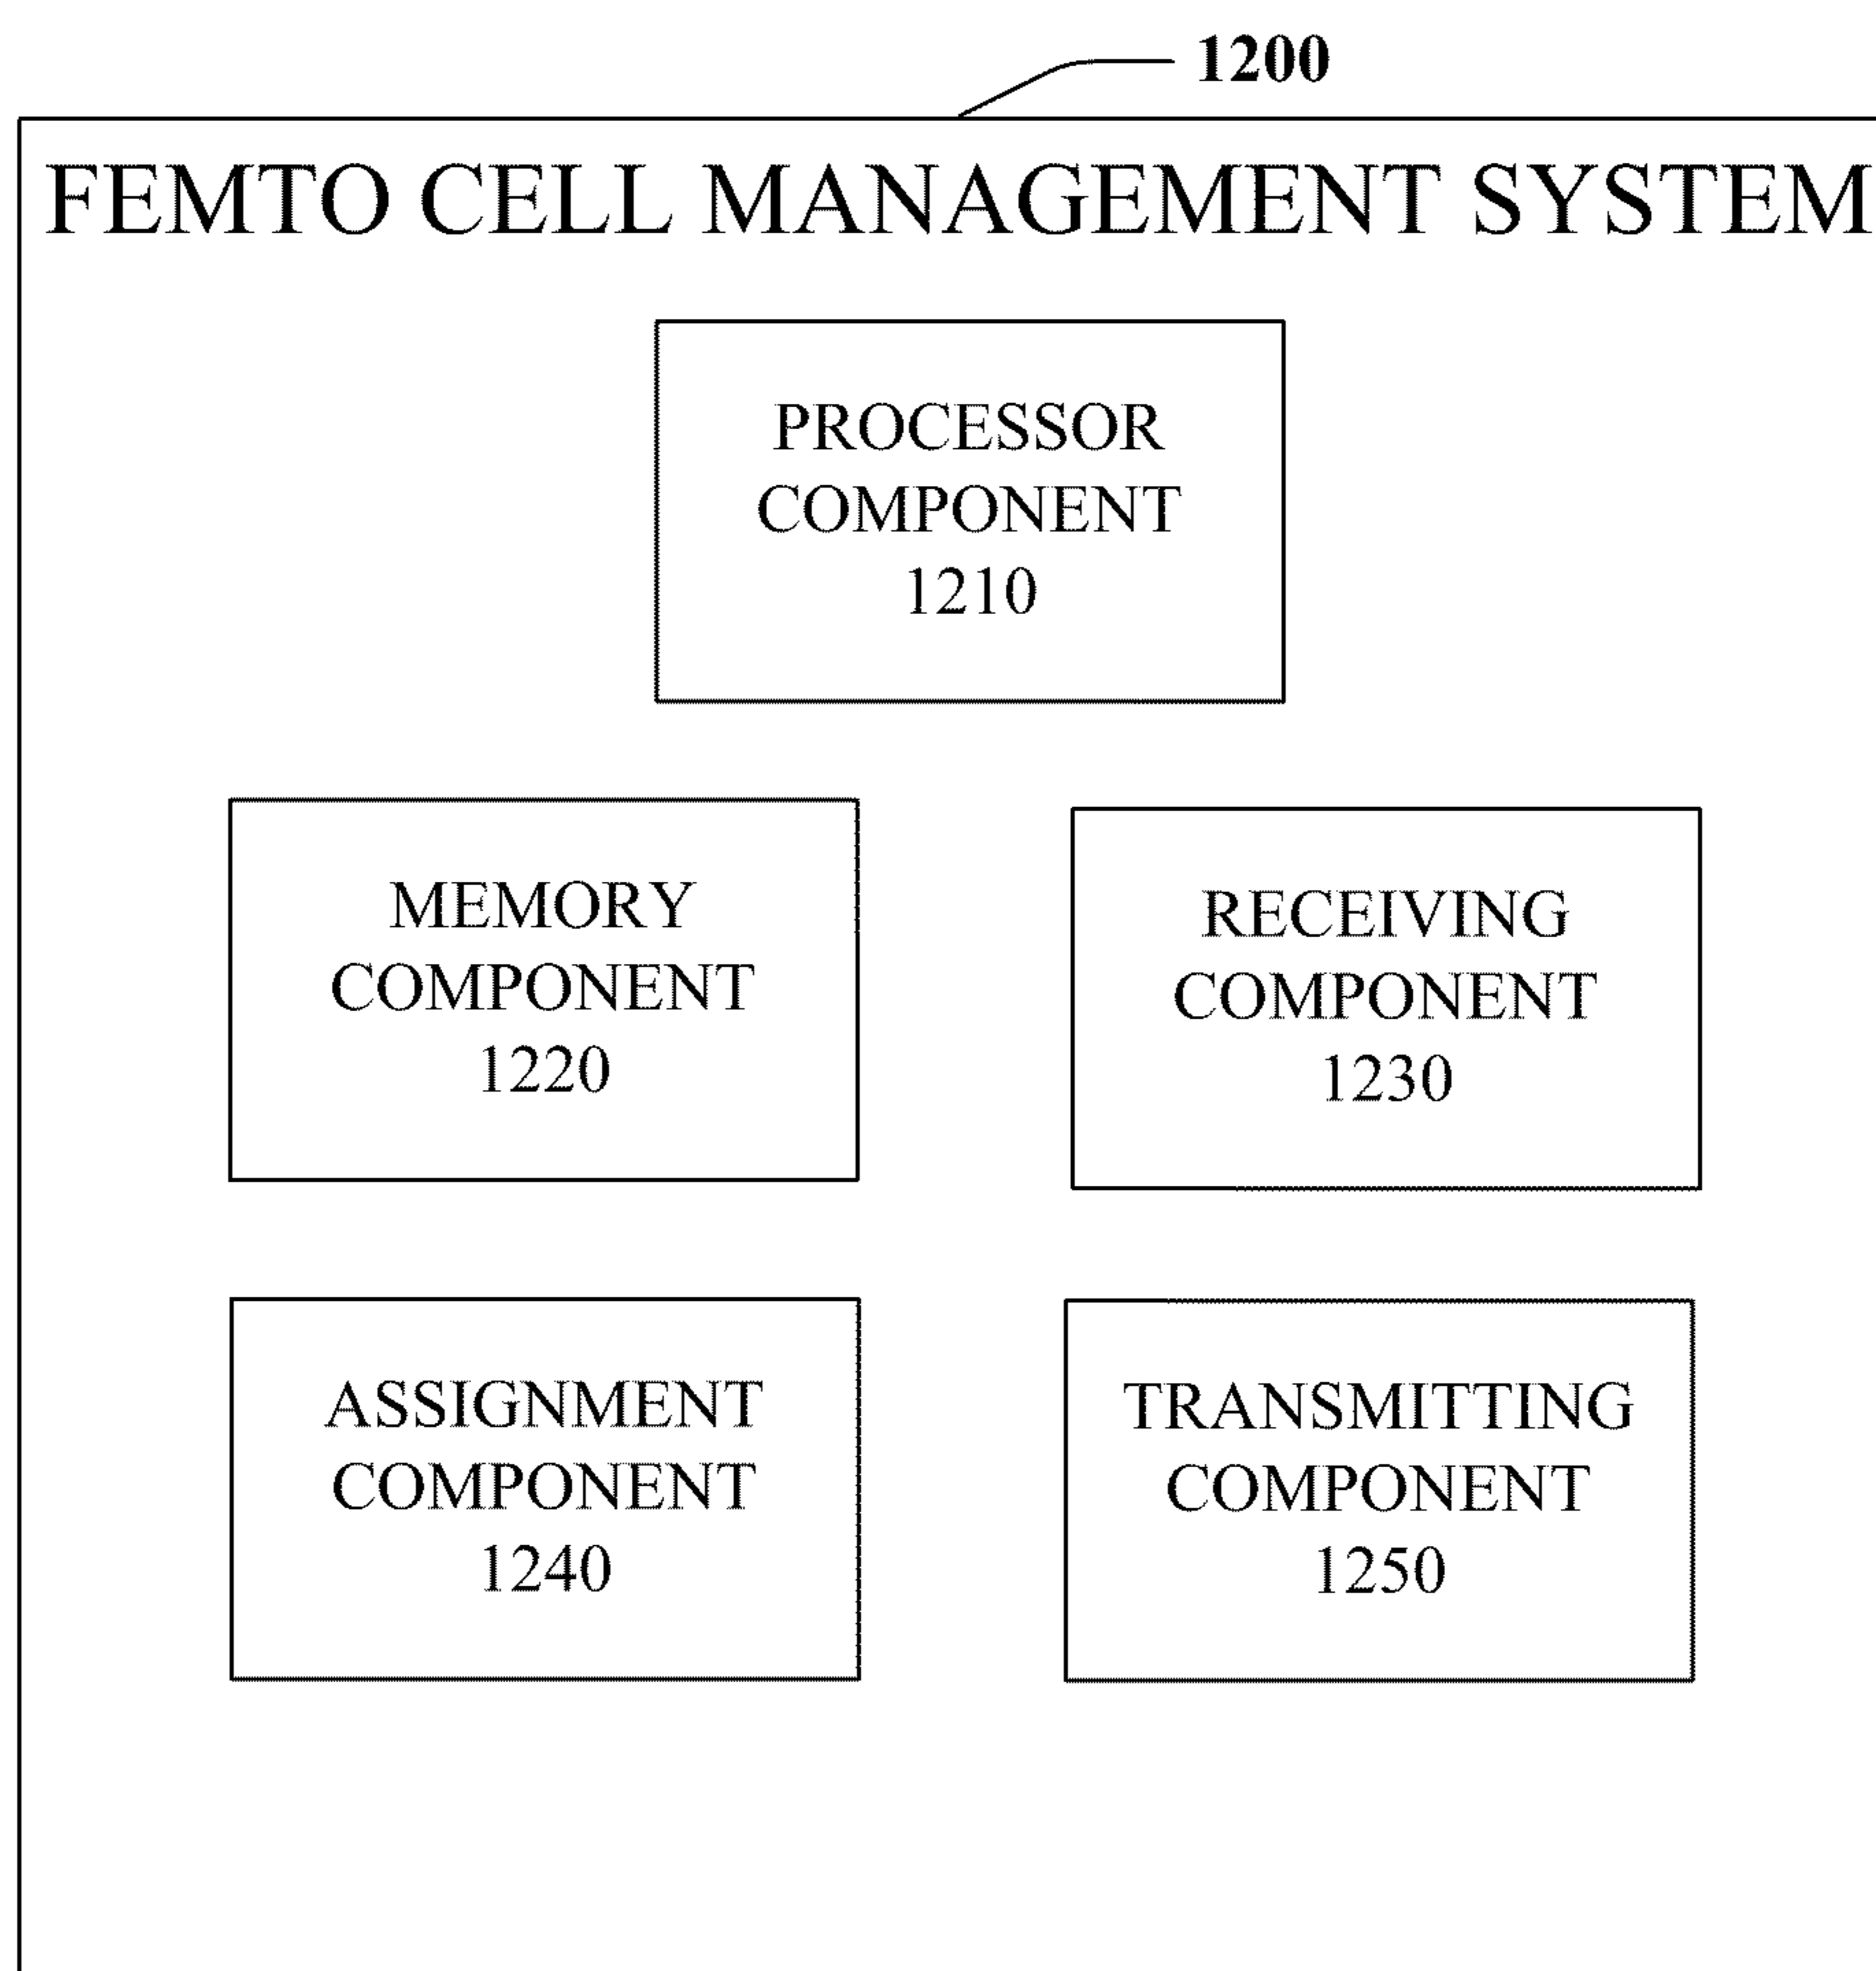 1200
FEMTO CELL MANAGEMENT SYSTEM
PROCESSOR
COMPONENT
1210
MEMORY
COMPONENT
1220
RECEIVING
COMPONENT
1230
ASSIGNMENT
COMPONENT
1240
TRANSMITTING
COMPONENT
1250